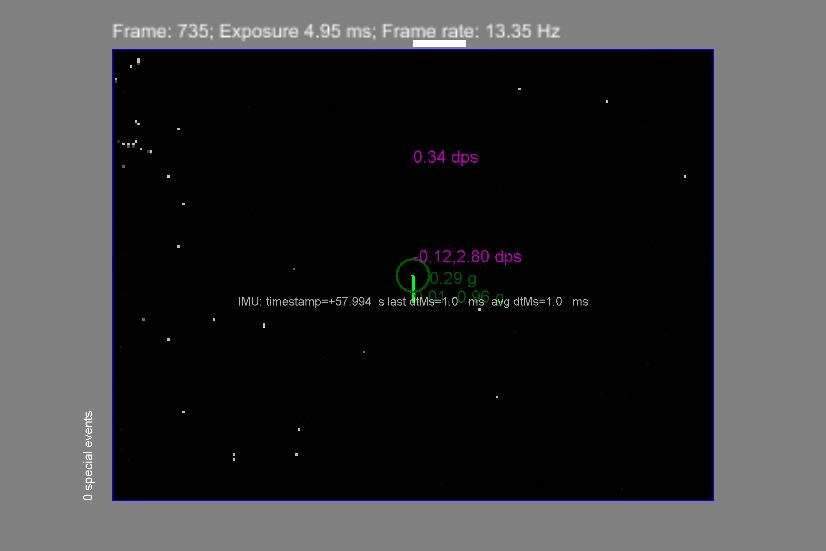 Frame: 735; Exposure 4.95 ms; Frame rate: 13.35 Hz
0.34 dps
-0.12,2.80 dps
0.29 g
0.96 g
IMU: timestamp=+57.994 s last dtMs=1.0 ms avg dtMs=1.0 ms
0 special events